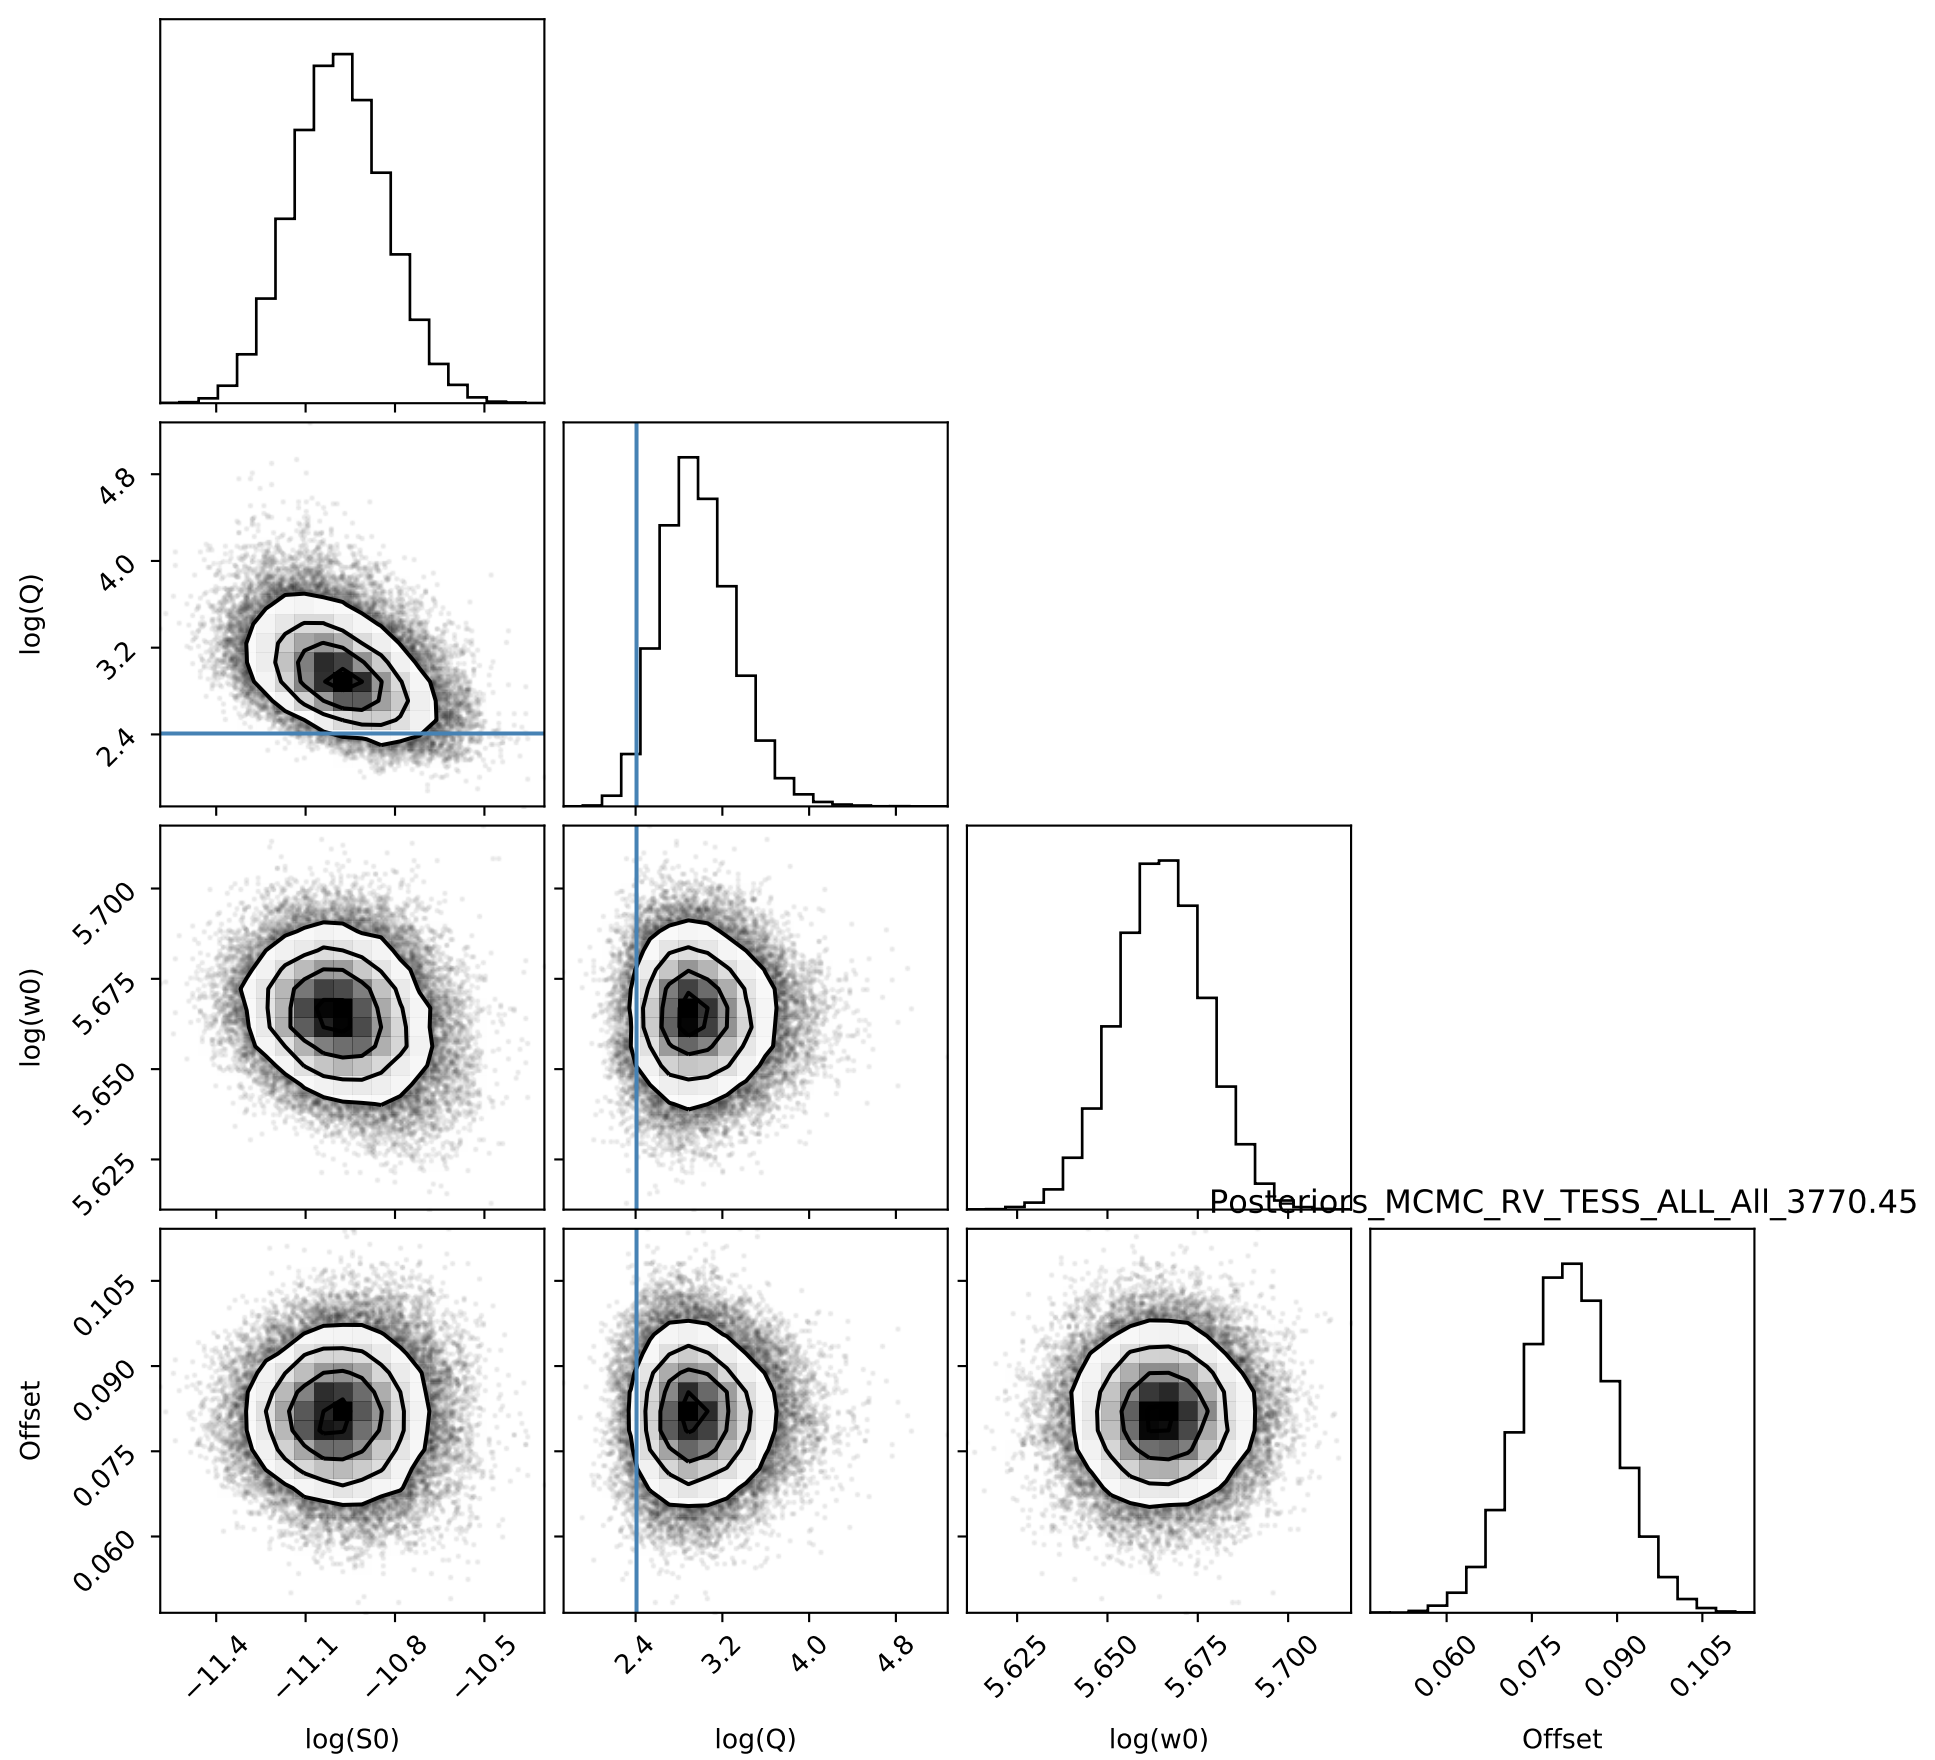 4.8
4.0
3.2
2.4
log(Q)
5.700
5.675
5.650
5.625
log(w0)
Posteriors_MCMC_RV_TESS_ALL_All_3770.45
0.105
0.090
0.075
0.060
Offset
−11.4 −11.1 −10.8 −10.5 2.4 3.2 4.0 4.8 5.625 5.650 5.675 5.700 0.060 0.075 0.090 0.105
log(S0) log(Q) log(w0) Offset